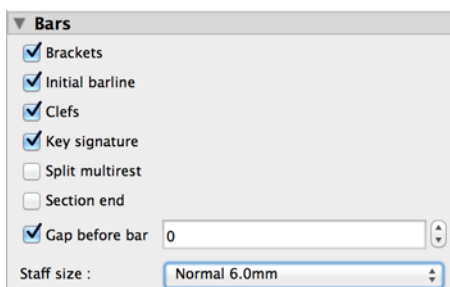 Bars
Brackets
Initial barline
Clefs
Key signature
Split multirest
Section end
Gap before bar 0
Staff size : Normal 6.0mm